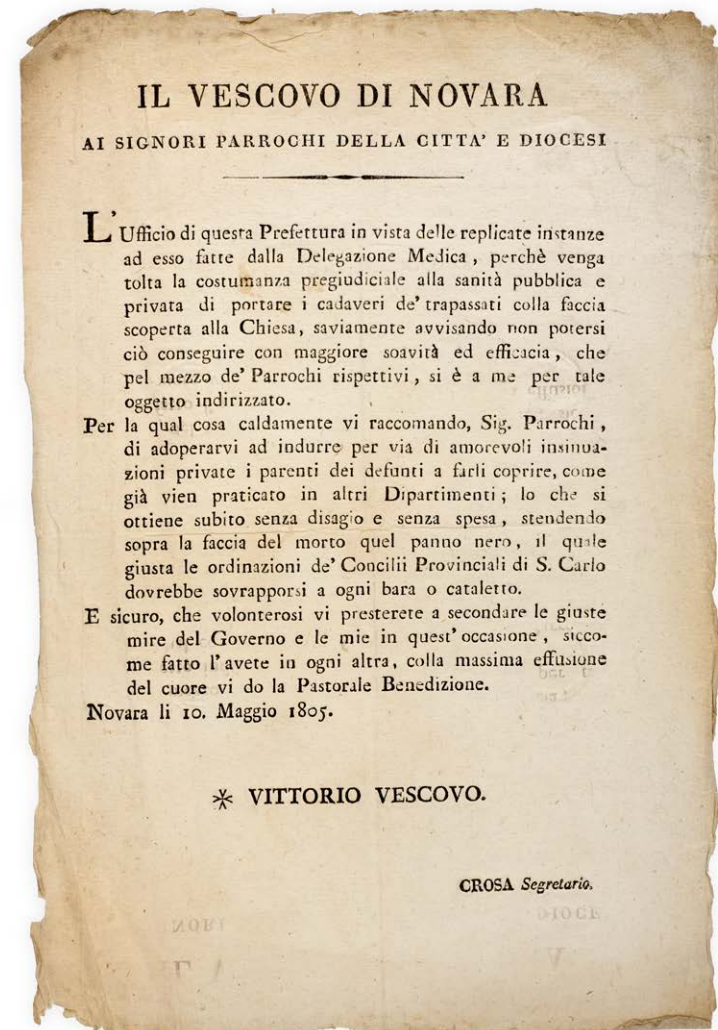 IL VESCOVO DI NOVARA
AI SIGNORI PARROCHI DELLA CITTA' E DIOCESI
L'Ufficio di questa Prefettura in vista delle replicate instanze
ad esso fatte dalla Delegazione Medica, perchè venga
tolta la costumanza pregiudiciale alla sanità pubblica e
privata di portare i cadaveri de' trapassati colla faccia
scoperta alla Chiesa, saviamente avvisando non potersi
ciò conseguire con maggiore soavità ed efficacia, che
pel mezzo de' Parrochi rispettivi, si è a me per tale
oggetto indirizzato.
Per la qual cosa caldamente vi raccomando, Sig. Parrochi,
di adoperarvi ad indurre per via di amorevoli insinua-
zioni private i parenti dei defunti a farli coprire, come
già vien praticato in altri Dipartimenti; lo che si
ottiene subito senza disagio e senza spesa, stendendo
sopra la faccia del morto quel panno nero, il quale
giusta le ordinazioni de' Concilii Provinciali di S. Carlo
dovrebbe sovrapporsi a ogni bara o cataletto.
E sicuro, che volonterosi vi presterete a secondare le giuste
mire del Governo e le mie in quest' occasione, sicco-
me fatto l'avete in ogni altra, colla massima effusione
del cuore vi do la Pastorale Benedizione.
Novara li 10. Maggio 1805.
✠ VITTORIO VESCOVO.
CROSA Segretario.